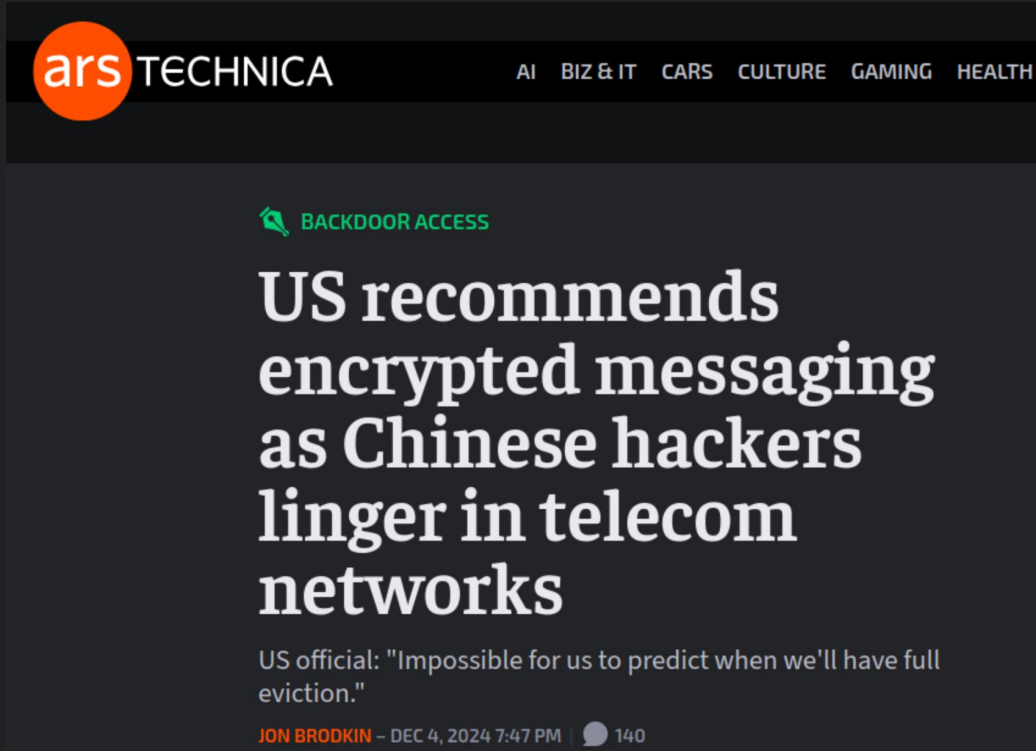 ars TECHNICA
AI BIZ & IT CARS CULTURE GAMING HEALTH
BACKDOOR ACCESS
US recommends
encrypted messaging
as Chinese hackers
linger in telecom
networks
US official: "Impossible for us to predict when we'll have full
eviction."
JON BRODKIN – DEC 4, 2024 7:47 PM | 140